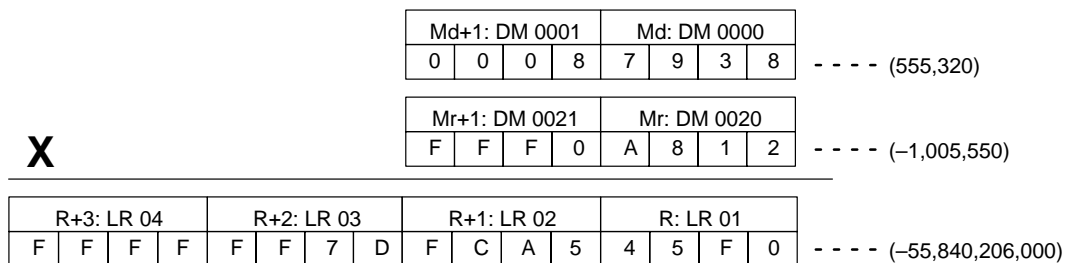 Md+1: DM 0001 Md: DM 0000
0 0 0 8 7 9 3 8 - - - - (555,320)
Mr+1: DM 0021 Mr: DM 0020
X F F F 0 A 8 1 2 - - - - (–1,005,550)
R+3: LR 04 R+2: LR 03 R+1: LR 02 R: LR 01
F F F F F F 7 D F C A 5 4 5 F 0 - - - - (–55,840,206,000)